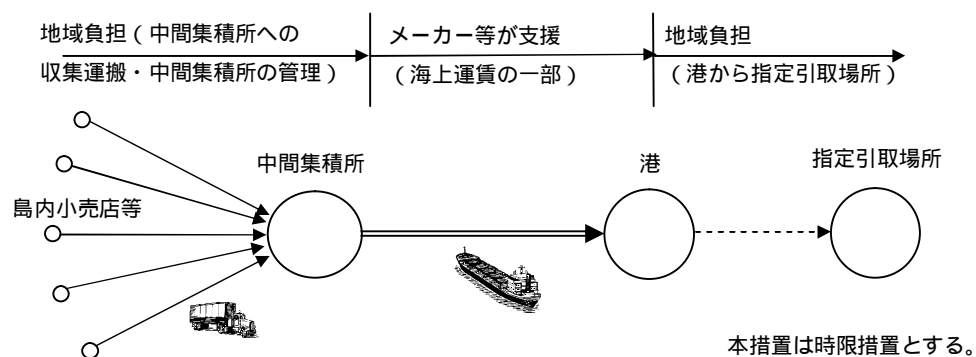 地域負担(中間集積所への
収集運搬・中間集積所の管理)
メーカー等が支援
(海上運賃の一部)
地域負担
(港から指定引取場所)
中間集積所
港
指定引取場所
島内小売店等
本措置は時限措置とする。